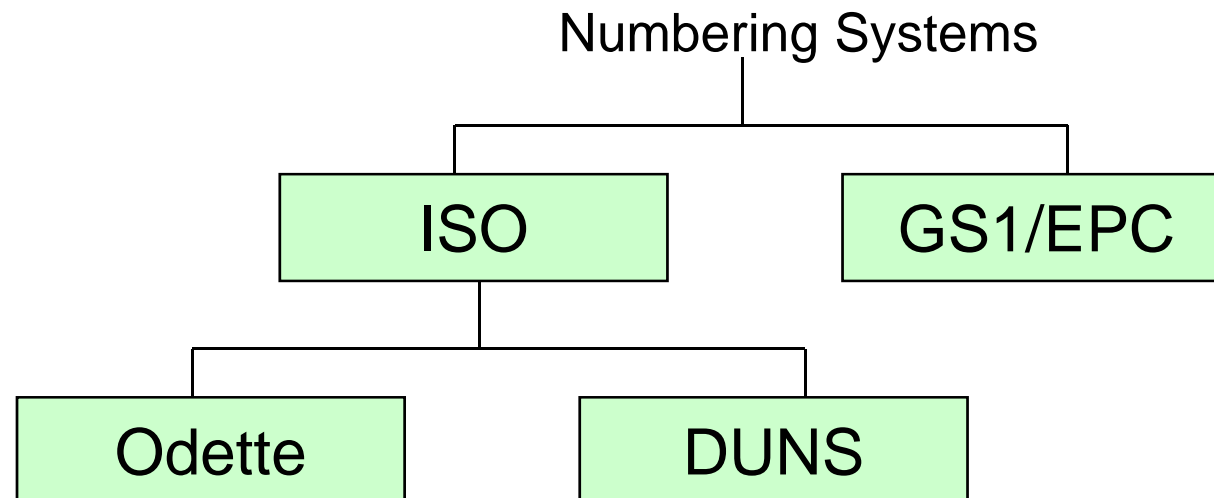 Numbering Systems
ISO
GS1/EPC
Odette
DUNS